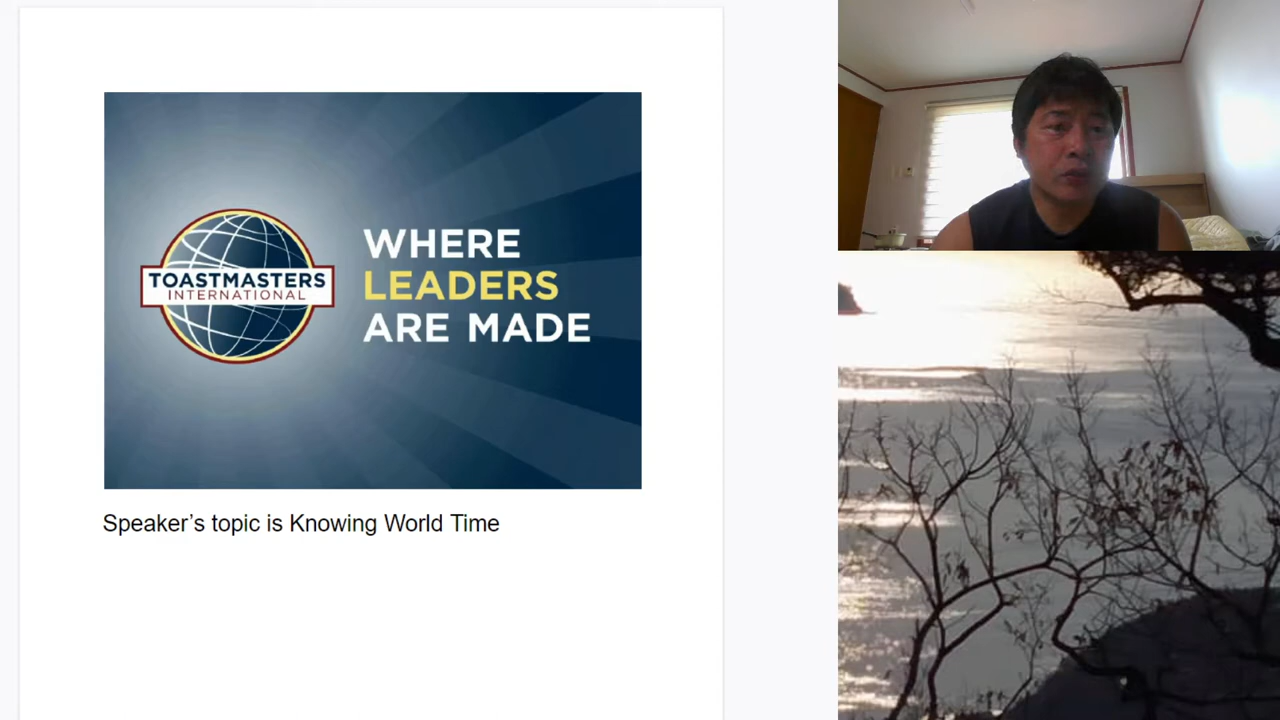 TOASTMASTERS
INTERNATIONAL
WHERE
LEADERS
ARE MADE
Speaker’s topic is Knowing World Time